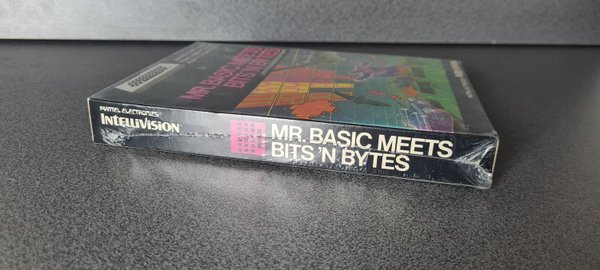 MR. BASIC MEETS
BITS 'N BYTES
MATTEL ELECTRONICS®
INTELLIVISION
MR. BASIC MEETS
BITS 'N BYTES